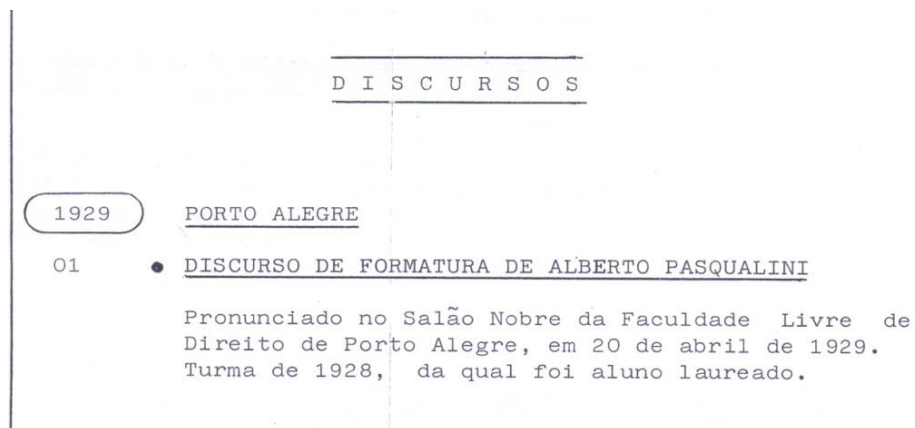 DISCURSOS
1929 PORTO ALEGRE
01 • DISCURSO DE FORMATURA DE ALBERTO PASQUALINI
Pronunciado no Salão Nobre da Faculdade Livre de
Direito de Porto Alegre, em 20 de abril de 1929.
Turma de 1928, da qual foi aluno laureado.